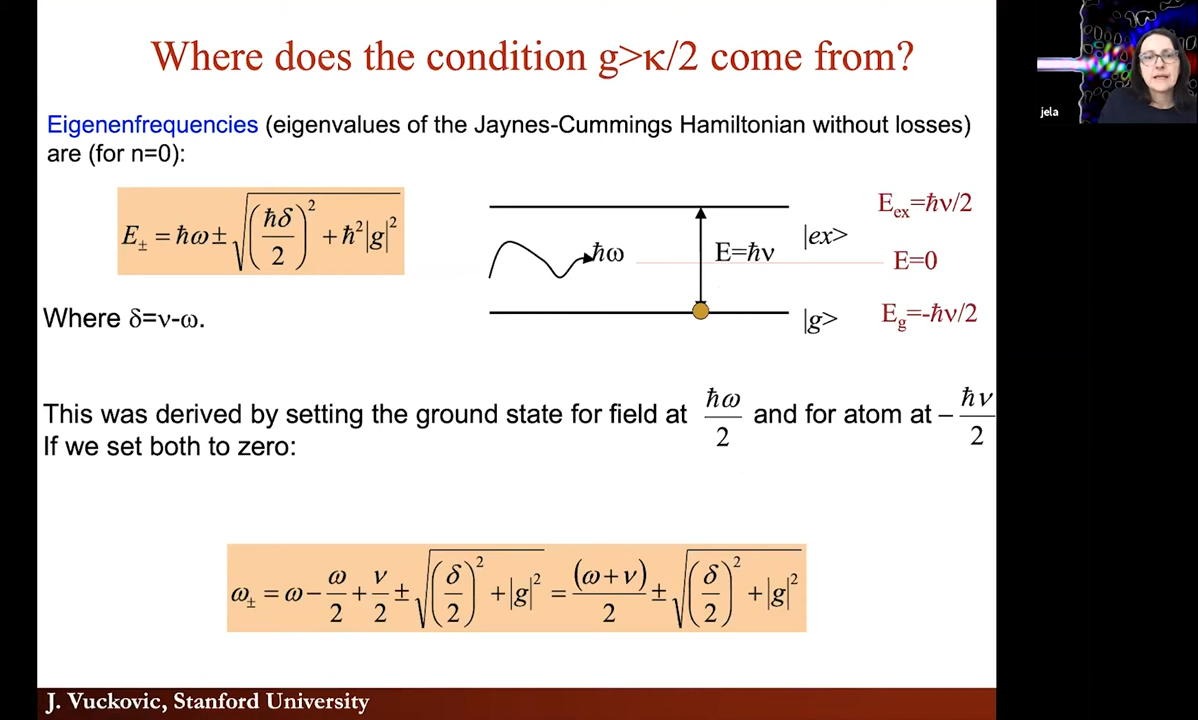 Where does the condition g>κ/2 come from?
jela
Eigenenfrequencies (eigenvalues of the Jaynes-Cummings Hamiltonian without losses)
are (for n=0):
E± = ħω ± √((ħδ/2)² + ħ²|g|²)
Eex=ħν/2
|ex>
ħω
E=ħν
E=0
|g>
Eg=-ħν/2
Where δ=ν-ω.
This was derived by setting the ground state for field at ħω/2 and for atom at −ħν/2
If we set both to zero:
ω± = ω − ω/2 + ν/2 ± √((δ/2)² + |g|²) = (ω+ν)/2 ± √((δ/2)² + |g|²)
J. Vuckovic, Stanford University